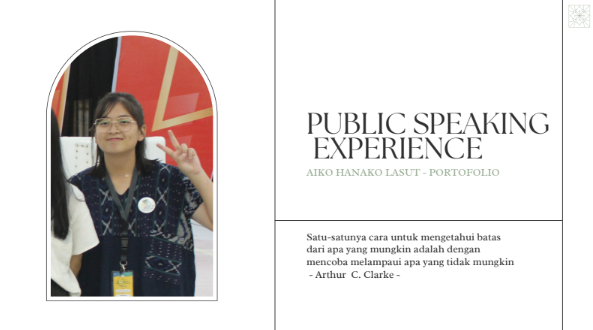 PUBLIC SPEAKING
EXPERIENCE
AIKO HANAKO LASUT - PORTOFOLIO
Satu-satunya cara untuk mengetahui batas
dari apa yang mungkin adalah dengan
mencoba melampaui apa yang tidak mungkin
- Arthur C. Clarke -